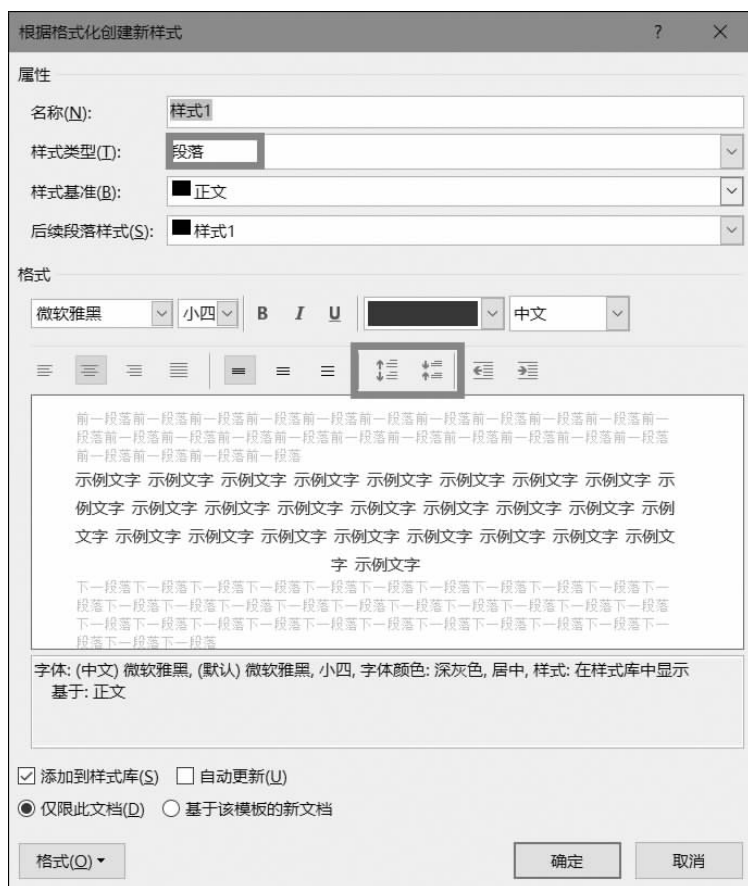 根据格式化创建新样式
属性
名称(N): 样式1
样式类型(T): 段落
样式基准(B): 正文
后续段落样式(S): 样式1
格式
微软雅黑 小四 B I U 中文
前一段落前一段落前一段落前一段落前一段落前一段落前一段落前一段落前一段落前一
段落前一段落前一段落前一段落前一段落前一段落前一段落前一段落前一段落前一段落
前一段落前一段落前一段落
示例文字 示例文字 示例文字 示例文字 示例文字 示例文字 示例文字 示例文字 示
例文字 示例文字 示例文字 示例文字 示例文字 示例文字 示例文字 示例文字 示例
文字 示例文字 示例文字 示例文字 示例文字 示例文字 示例文字 示例文字 示例文
字 示例文字
下一段落下一段落下一段落下一段落下一段落下一段落下一段落下一段落下一段落下一
段落下一段落下一段落下一段落下一段落下一段落下一段落下一段落下一段落下一段落
下一段落下一段落下一段落下一段落下一段落下一段落下一段落下一段落下一段落下一
段落下一段落下一段落
字体: (中文) 微软雅黑, (默认) 微软雅黑, 小四, 字体颜色: 深灰色, 居中, 样式: 在样式库中显示
基于: 正文
添加到样式库(S) 自动更新(U)
仅限此文档(D) 基于该模板的新文档
格式(O) 确定 取消